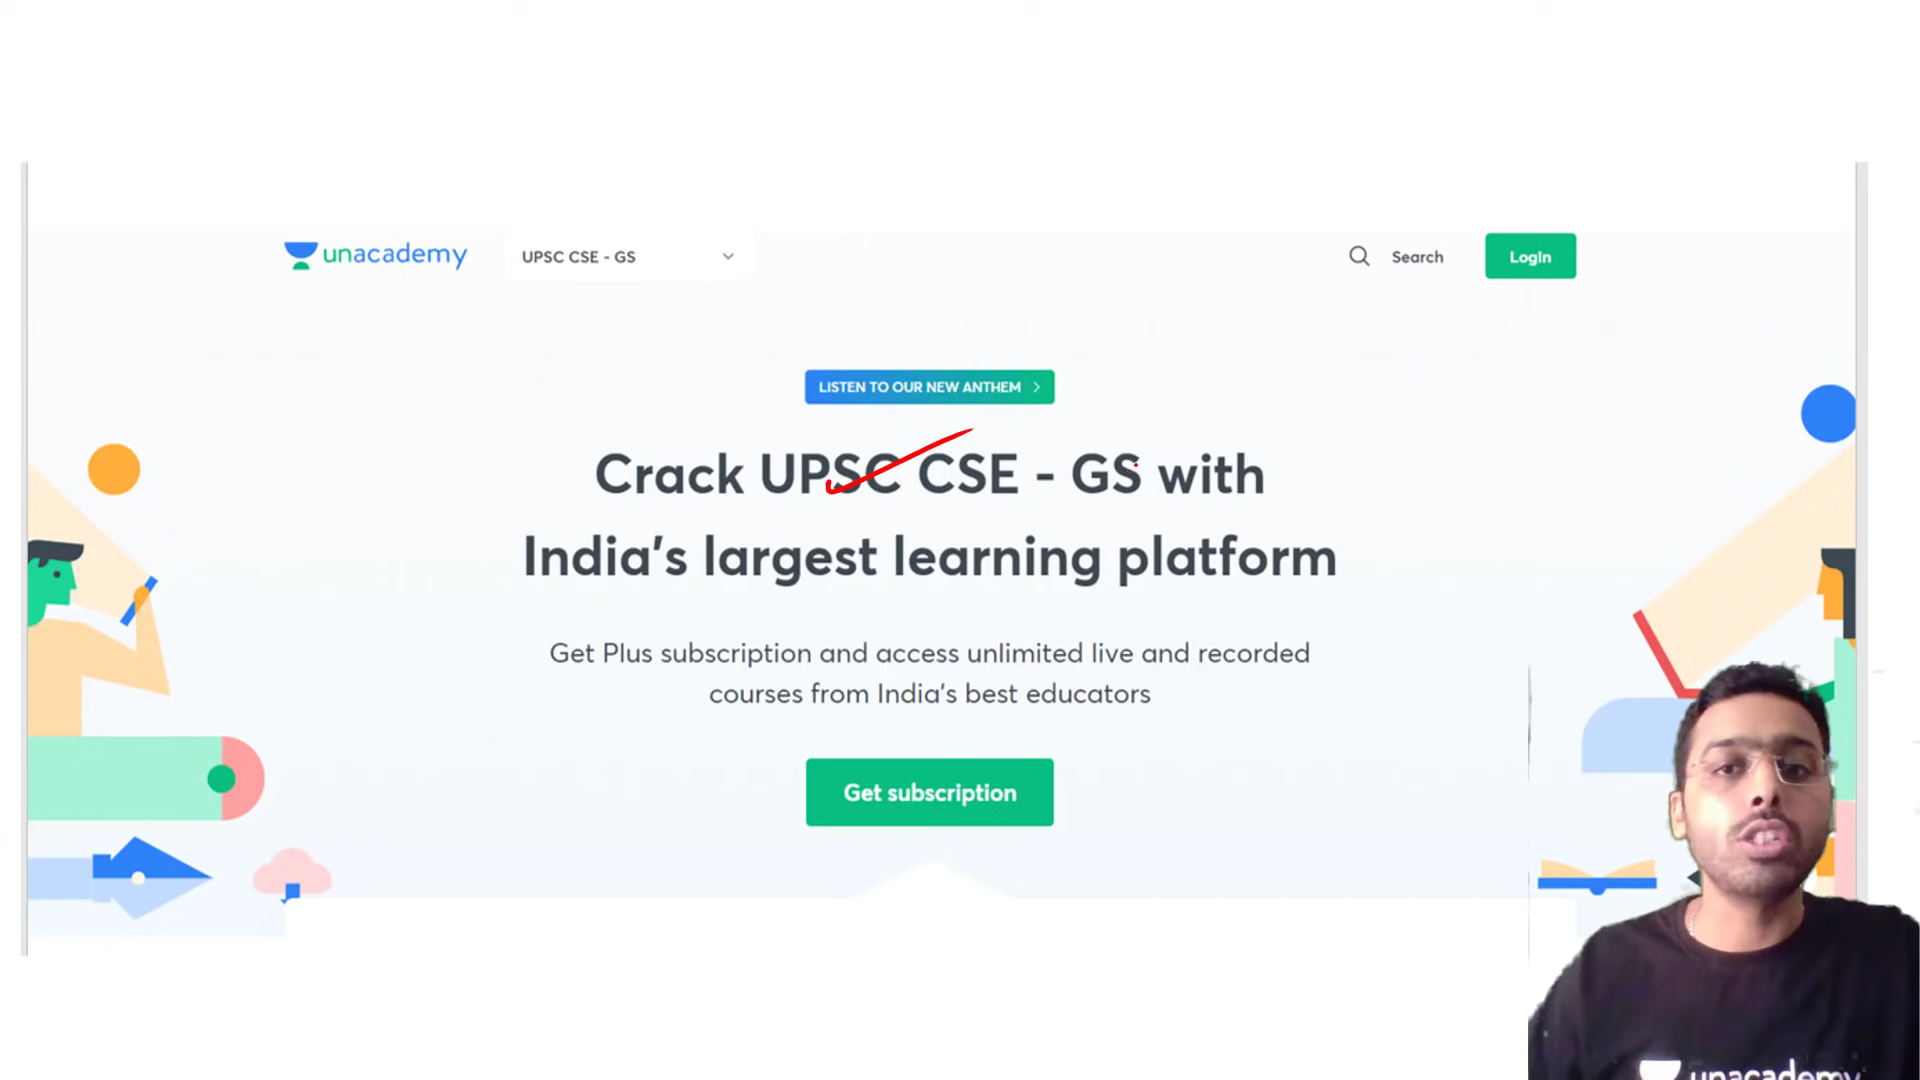 unacademy
UPSC CSE - GS
Search
Login
LISTEN TO OUR NEW ANTHEM
Crack UPSC CSE - GS with
India's largest learning platform
Get Plus subscription and access unlimited live and recorded
courses from India's best educators
Get subscription
unacademy